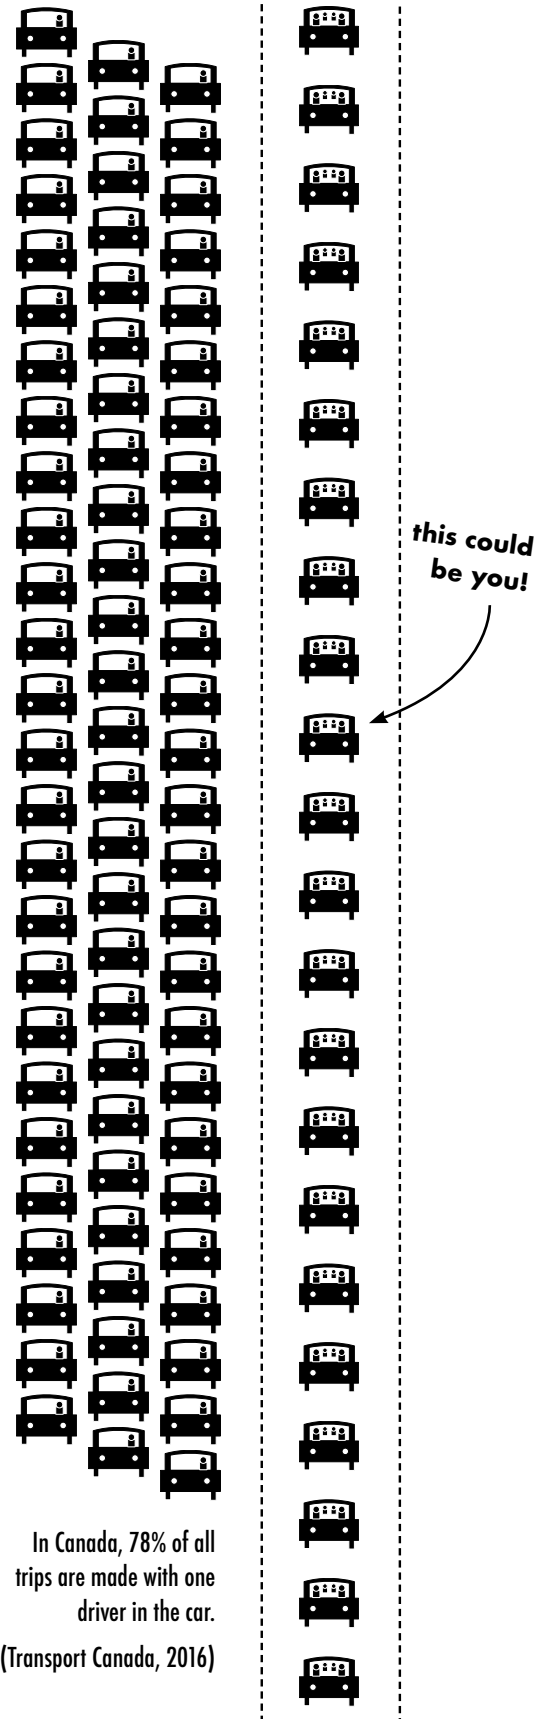 this could
be you!
In Canada, 78% of all
trips are made with one
driver in the car.
(Transport Canada, 2016)